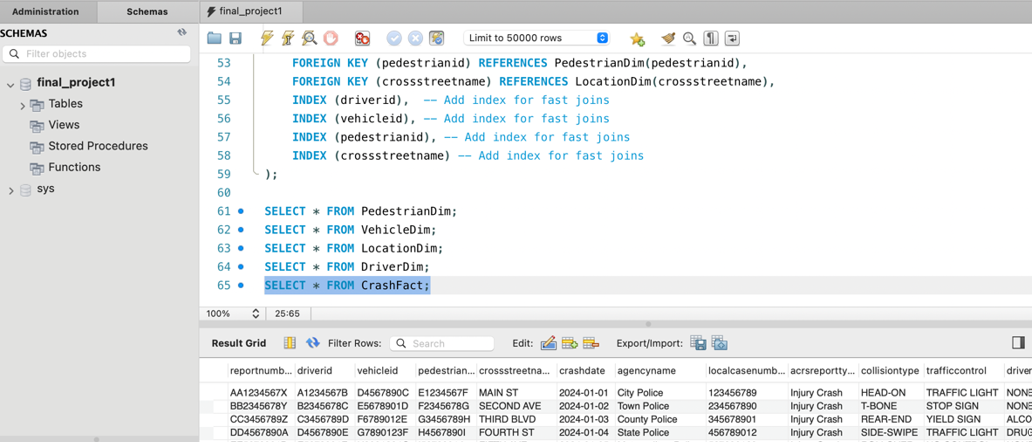 Administration Schemas final_project1
SCHEMAS
Filter objects
Limit to 50000 rows
final_project1
Tables
Views
Stored Procedures
Functions
sys
53 FOREIGN KEY (pedestrianid) REFERENCES PedestrianDim(pedestrianid),
54 FOREIGN KEY (crossstreetname) REFERENCES LocationDim(crossstreetname),
55 INDEX (driverid), -- Add index for fast joins
56 INDEX (vehicleid), -- Add index for fast joins
57 INDEX (pedestrianid), -- Add index for fast joins
58 INDEX (crossstreetname) -- Add index for fast joins
59 );
60
61 SELECT * FROM PedestrianDim;
62 SELECT * FROM VehicleDim;
63 SELECT * FROM LocationDim;
64 SELECT * FROM DriverDim;
65 SELECT * FROM CrashFact;
100% 25:65
Result Grid Filter Rows: Search Edit: Export/Import:
reportnumb... driverid vehicleid pedestrian... crossstreetna... crashdate agencyname localcasenumb... acrsreportty... collisiontype trafficcontrol driver
AA1234567X A1234567B D4567890C E1234567F MAIN ST 2024-01-01 City Police 123456789 Injury Crash HEAD-ON TRAFFIC LIGHT NONE
BB2345678Y B2345678C E5678901D F2345678G SECOND AVE 2024-01-02 Town Police 234567890 Injury Crash T-BONE STOP SIGN NONE
CC3456789Z C3456789D F6789012E G3456789H THIRD BLVD 2024-01-03 County Police 345678901 Injury Crash REAR-END YIELD SIGN ALCO
DD4567890A D4567890E G7890123F H4567890I FOURTH ST 2024-01-04 State Police 456789012 Injury Crash SIDE-SWIPE TRAFFIC LIGHT DRUG